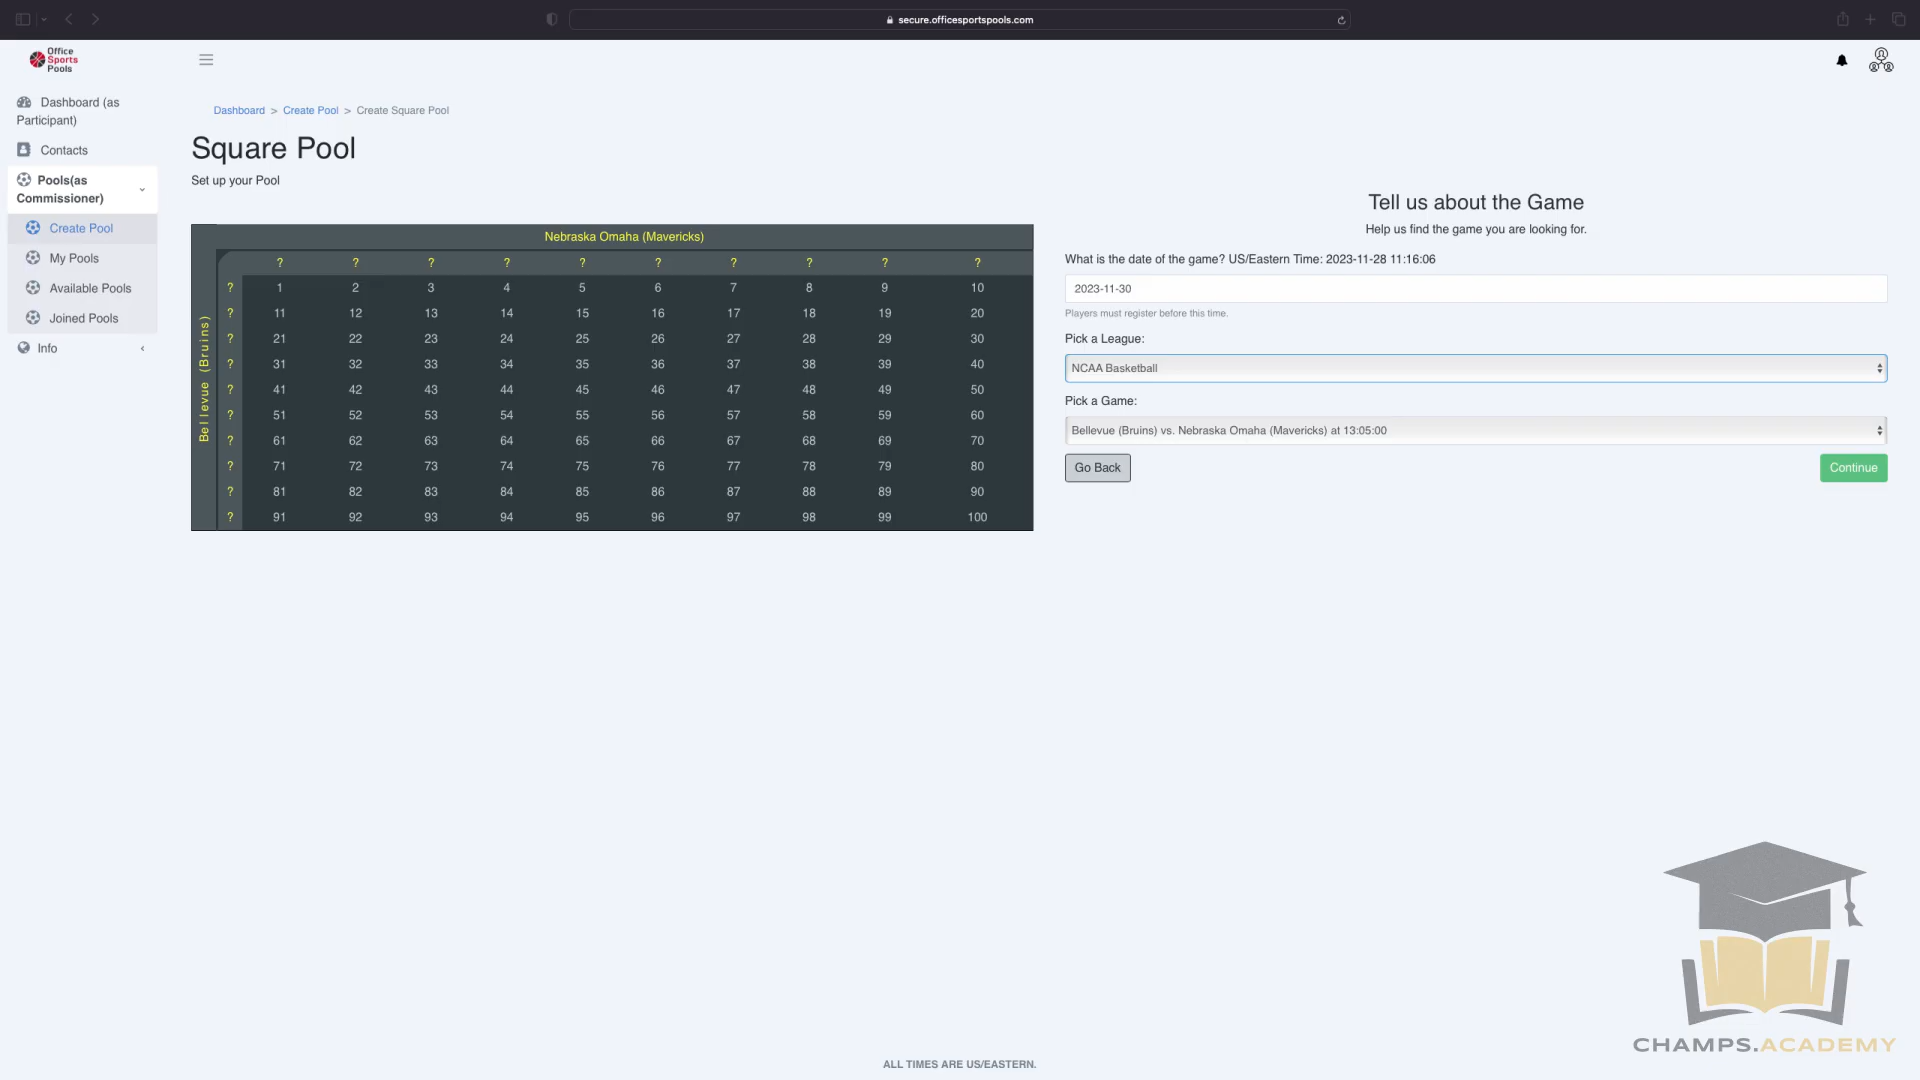 secure.officesportspools.com
Office
Sports
Pools
Dashboard (as
Participant)
Contacts
Pools(as
Commissioner)
Create Pool
My Pools
Available Pools
Joined Pools
Info
Dashboard > Create Pool > Create Square Pool
Square Pool
Set up your Pool
Nebraska Omaha (Mavericks)
Bellevue (Bruins)
? ? ? ? ? ? ? ? ? ?
? 1 2 3 4 5 6 7 8 9 10
? 11 12 13 14 15 16 17 18 19 20
? 21 22 23 24 25 26 27 28 29 30
? 31 32 33 34 35 36 37 38 39 40
? 41 42 43 44 45 46 47 48 49 50
? 51 52 53 54 55 56 57 58 59 60
? 61 62 63 64 65 66 67 68 69 70
? 71 72 73 74 75 76 77 78 79 80
? 81 82 83 84 85 86 87 88 89 90
? 91 92 93 94 95 96 97 98 99 100
Tell us about the Game
Help us find the game you are looking for.
What is the date of the game? US/Eastern Time: 2023-11-28 11:16:06
2023-11-30
Players must register before this time.
Pick a League:
NCAA Basketball
Pick a Game:
Bellevue (Bruins) vs. Nebraska Omaha (Mavericks) at 13:05:00
Go Back
Continue
CHAMPS.ACADEMY
ALL TIMES ARE US/EASTERN.